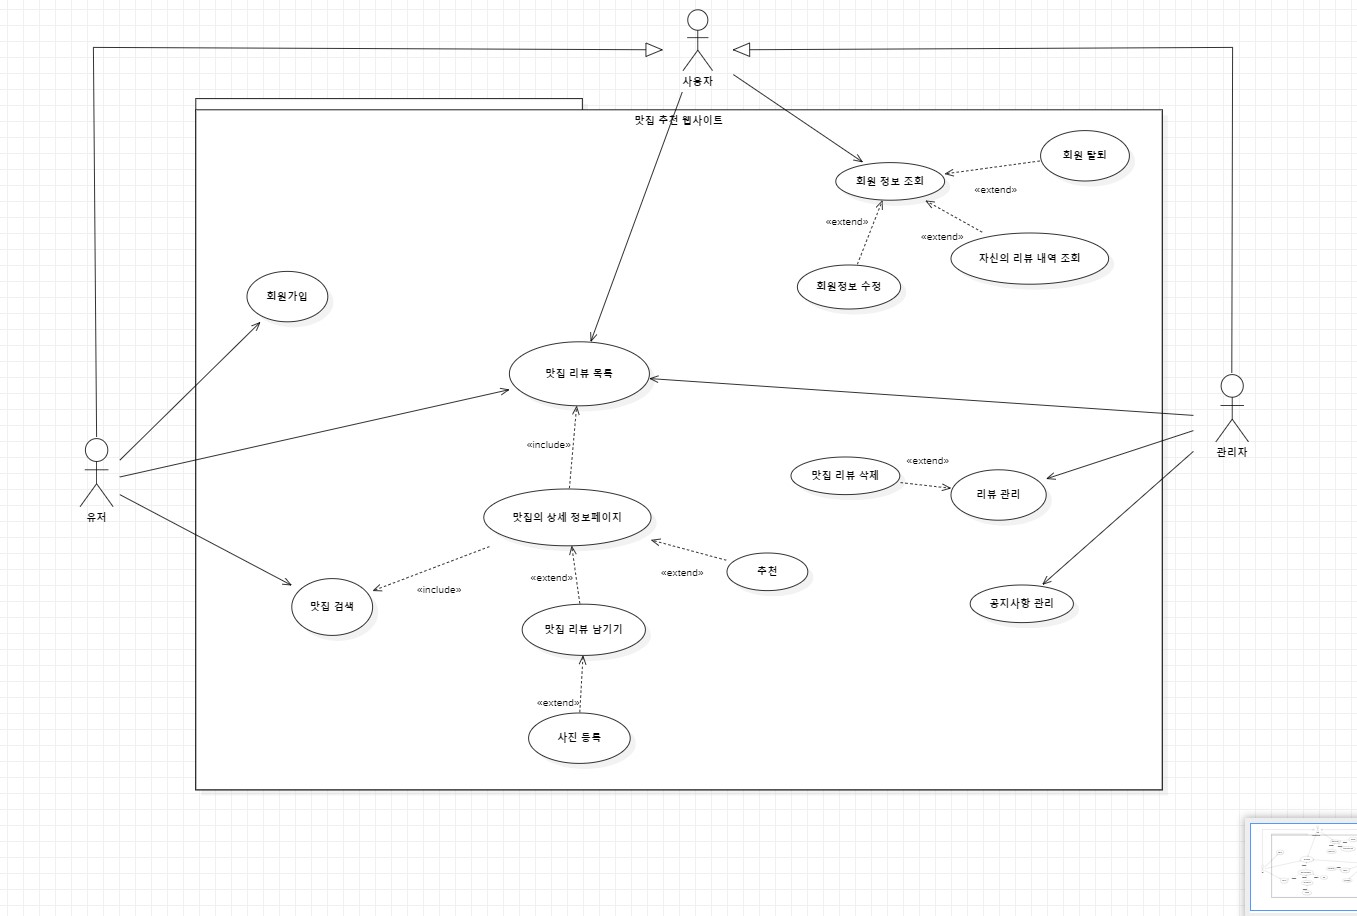 사용자
맛집 추천 웹사이트
회원 탈퇴
회원 정보 조회
«extend»
«extend»
«extend»
자신의 리뷰 내역 조회
회원정보 수정
회원가입
맛집 리뷰 목록
«include»
관리자
«extend»
맛집 리뷰 삭제
리뷰 관리
유저
맛집의 상세 정보페이지
«extend»
«extend»
추천
«include»
맛집 검색
공지사항 관리
맛집 리뷰 남기기
«extend»
사진 등록